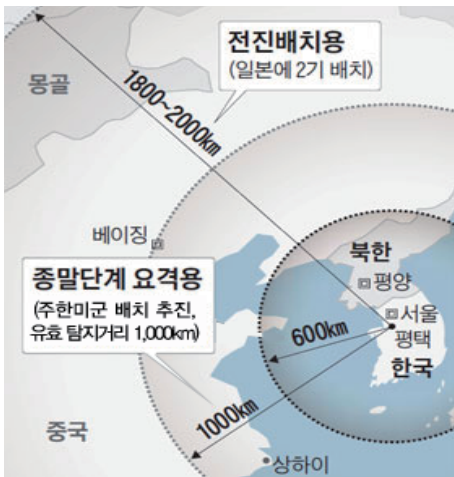 전진배치용
(일본에 2기 배치)
몽골
1800~2000km
베이징
북한
평양
종말단계 요격용
(주한미군 배치 추진,
유효 탐지거리 1,000km)
서울
평택
600km
한국
1000km
중국
상하이